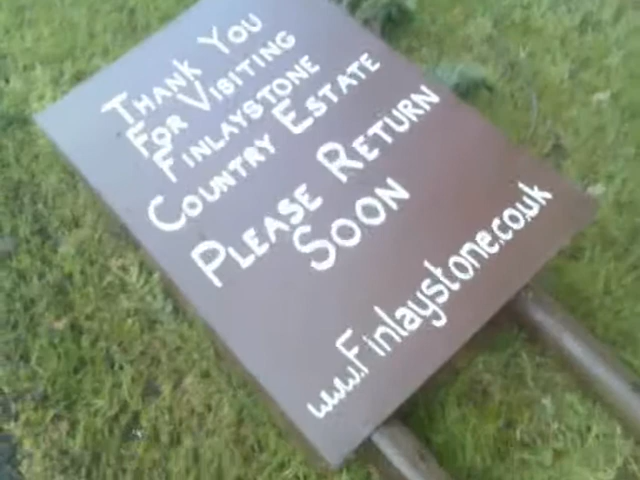 Thank You
For Visiting
Finlaystone
Country Estate
Please Return
Soon
www.Finlaystone.co.uk